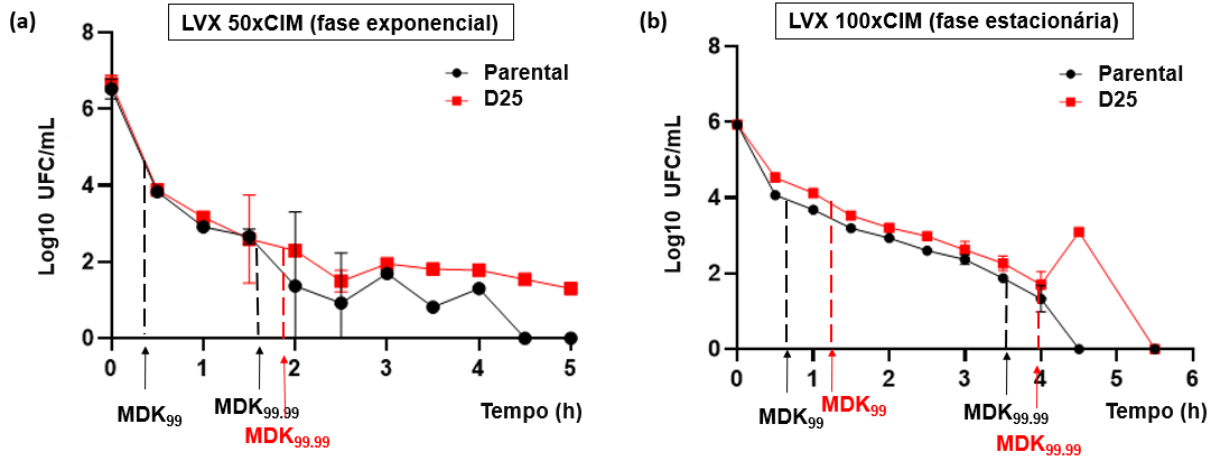 (a)
LVX 50xCIM (fase exponencial)
Parental
D25
Log10 UFC/mL
8
6
4
2
0
0 1 2 3 4 5
Tempo (h)
MDK99
MDK99.99
MDK99.99
(b)
LVX 100xCIM (fase estacionária)
Parental
D25
Log10 UFC/mL
8
6
4
2
0
0 1 2 3 4 5 6
Tempo (h)
MDK99
MDK99
MDK99.99
MDK99.99